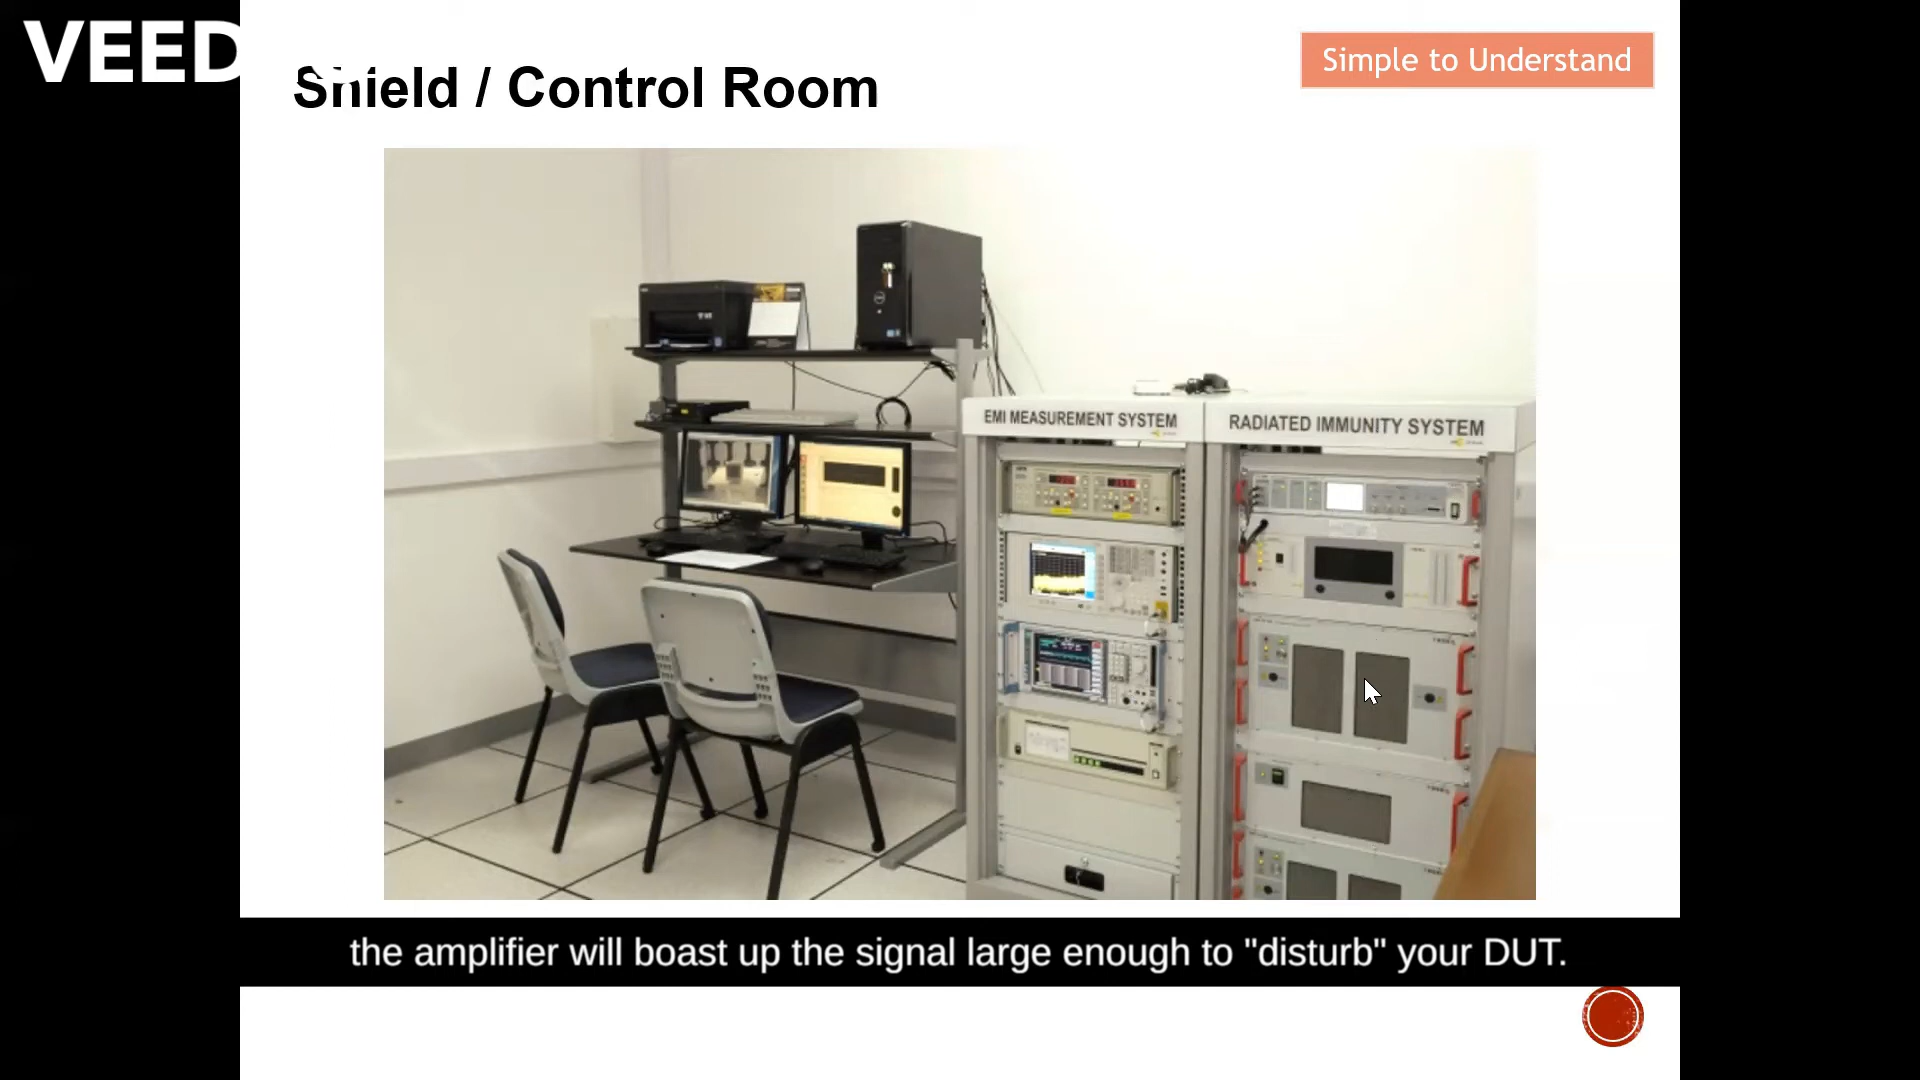 VEED
Simple to Understand
Shield / Control Room
EMI MEASUREMENT SYSTEM
RADIATED IMMUNITY SYSTEM
the amplifier will boast up the signal large enough to "disturb" your DUT.